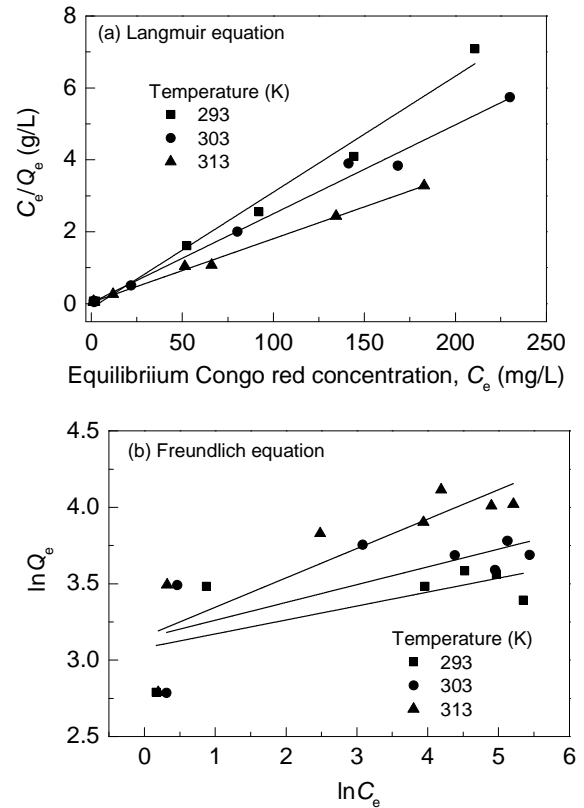 (a) Langmuir equation
Temperature (K)
293
303
313
C_e/Q_e (g/L)
8
6
4
2
0
0 50 100 150 200 250
Equilibriium Congo red concentration, C_e (mg/L)
(b) Freundlich equation
lnQ_e
4.5
4.0
3.5
3.0
2.5
Temperature (K)
293
303
313
0 1 2 3 4 5 6
lnC_e